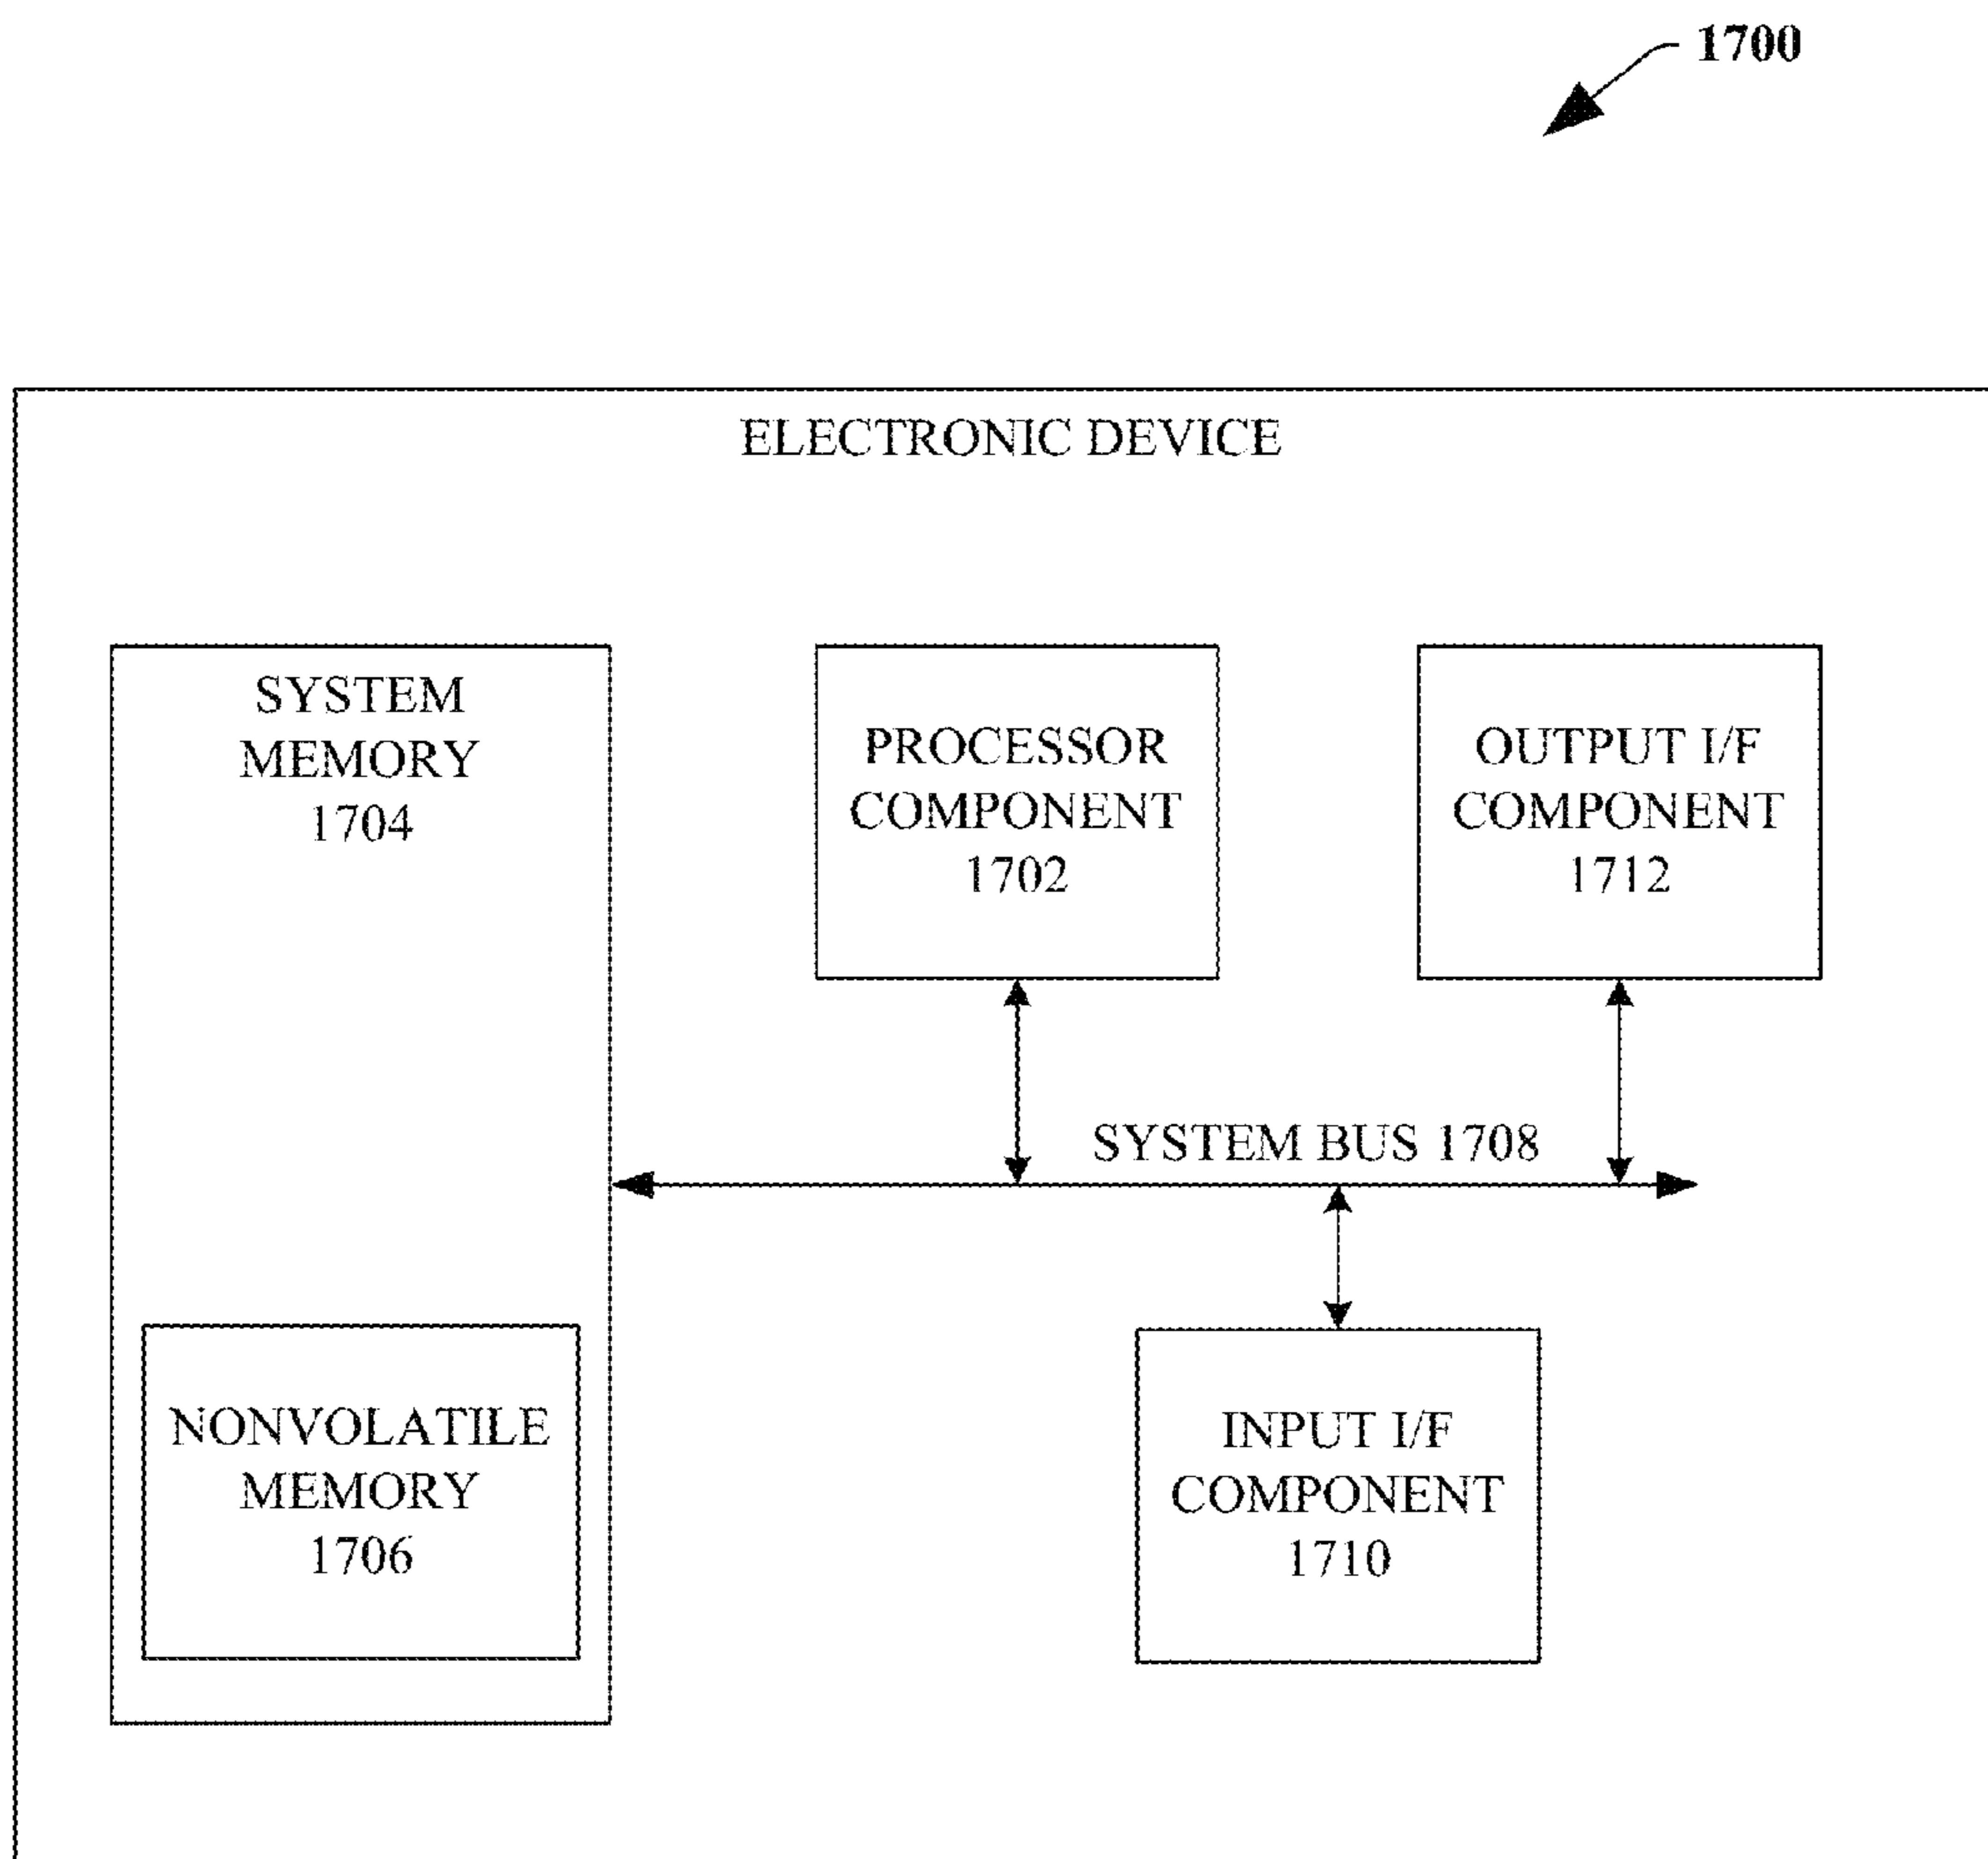 1700
ELECTRONIC DEVICE
SYSTEM
MEMORY
1704
PROCESSOR
COMPONENT
1702
OUTPUT I/F
COMPONENT
1712
SYSTEM BUS 1708
NONVOLATILE
MEMORY
1706
INPUT I/F
COMPONENT
1710